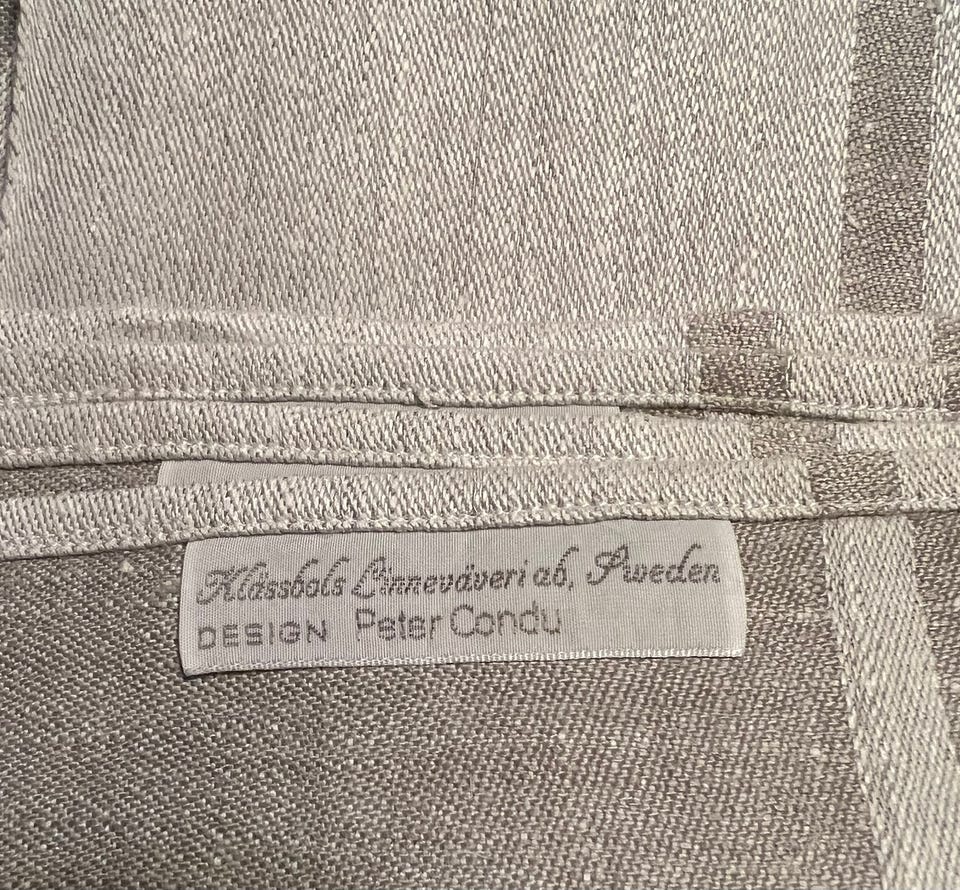 Klässbols Linneväveri ab, Sweden
DESIGN Peter Condu